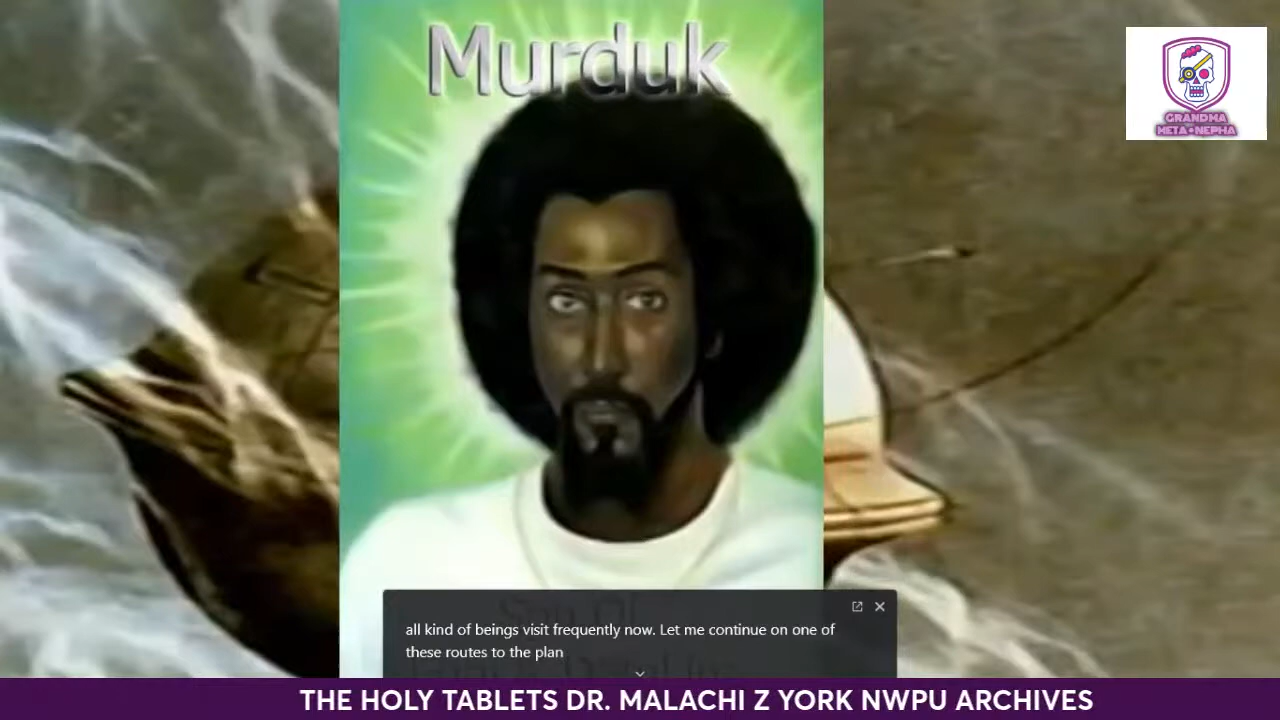 Murduk
GRANDMA
META•NEPHA
all kind of beings visit frequently now. Let me continue on one of
these routes to the plan
THE HOLY TABLETS DR. MALACHI Z YORK NWPU ARCHIVES